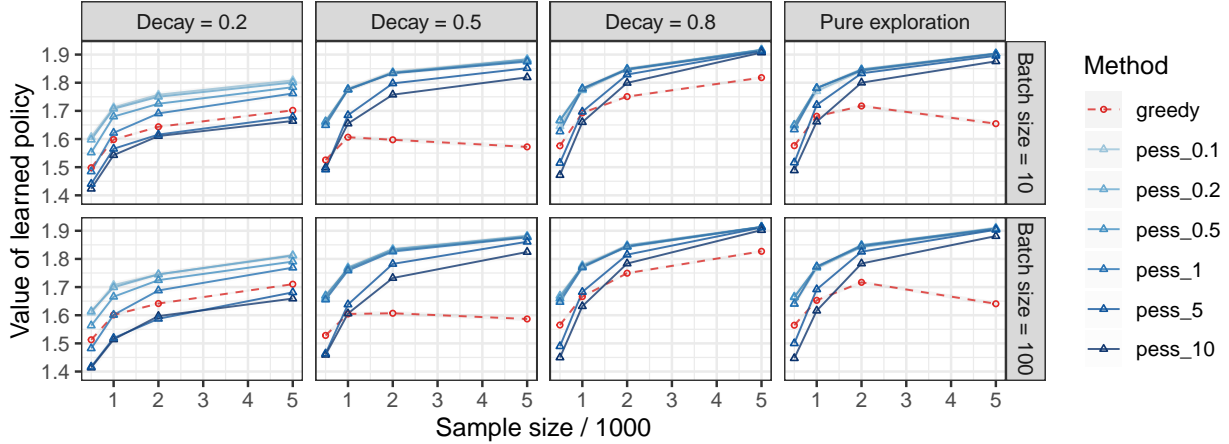 Decay = 0.2
Decay = 0.5
Decay = 0.8
Pure exploration
Value of learned policy
1.9
1.8
1.7
1.6
1.5
1.4
Batch size = 10
1.9
1.8
1.7
1.6
1.5
1.4
Batch size = 100
1 2 3 4 5
1 2 3 4 5
1 2 3 4 5
1 2 3 4 5
Sample size / 1000
Method
greedy
pess_0.1
pess_0.2
pess_0.5
pess_1
pess_5
pess_10